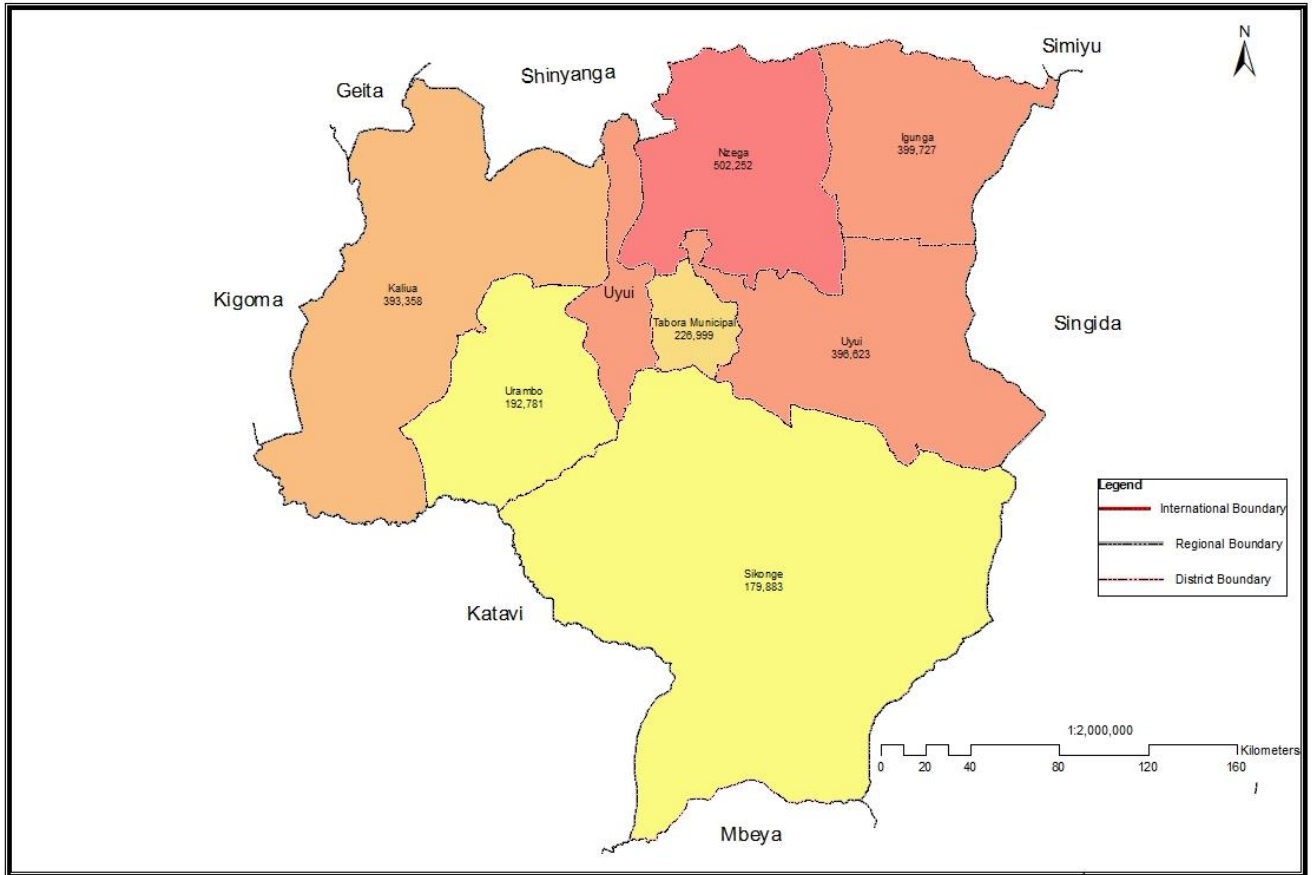 N
Simiyu
Shinyanga
Geita
Igunga
399,727
Nzega
502,252
Kaliua
393,358
Kigoma
Uyui
Tabora Municipal
226,999
Singida
Uyui
396,623
Urambo
192,781
Legend
International Boundary
Regional Boundary
District Boundary
Sikonge
179,883
Katavi
1:2,000,000
Kilometers
0 20 40 80 120 160
Mbeya